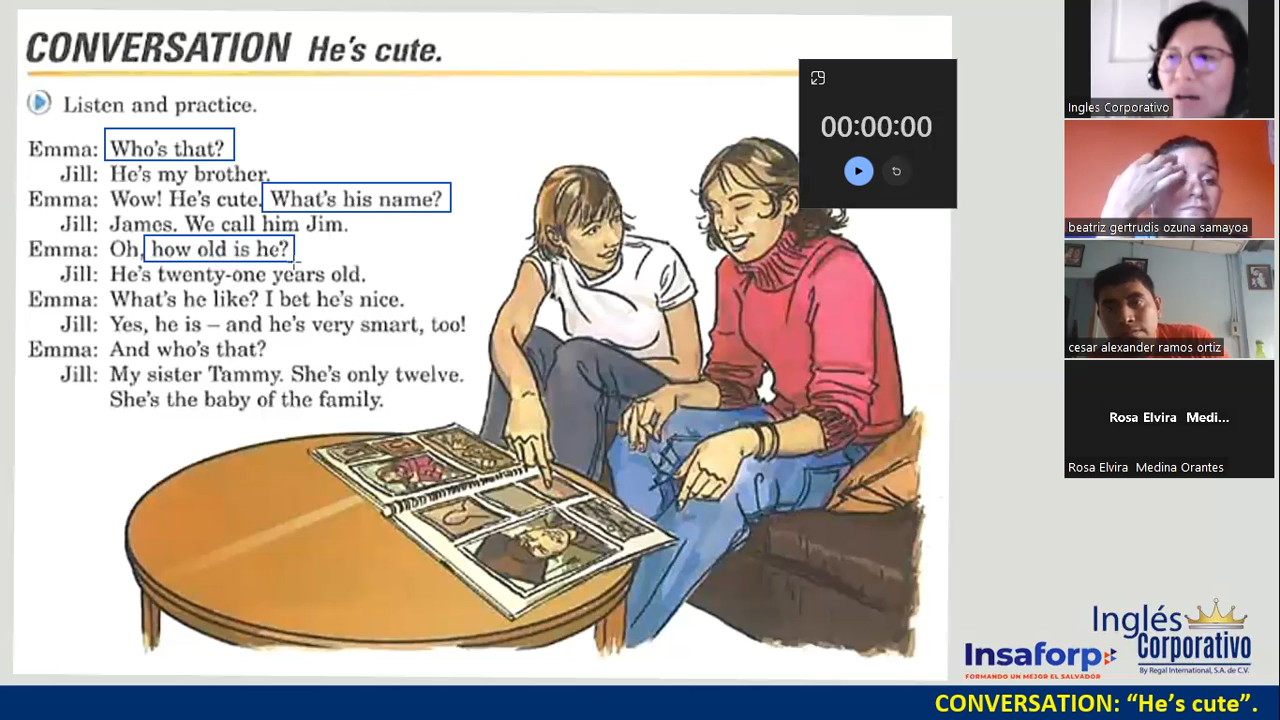 CONVERSATION He's cute.
Listen and practice.
Emma: Who's that?
Jill: He's my brother.
Emma: Wow! He's cute. What's his name?
Jill: James. We call him Jim.
Emma: Oh, how old is he?
Jill: He's twenty-one years old.
Emma: What's he like? I bet he's nice.
Jill: Yes, he is – and he's very smart, too!
Emma: And who's that?
Jill: My sister Tammy. She's only twelve.
She's the baby of the family.
00:00:00
Ingles Corporativo
beatriz gertrudis ozuna samayoa
cesar alexander ramos ortiz
Rosa Elvira Medi...
Rosa Elvira Medina Orantes
Insaforp
FORMANDO UN MEJOR EL SALVADOR
Inglés
Corporativo
By Regal International, S.A. de C.V.
CONVERSATION: “He’s cute”.